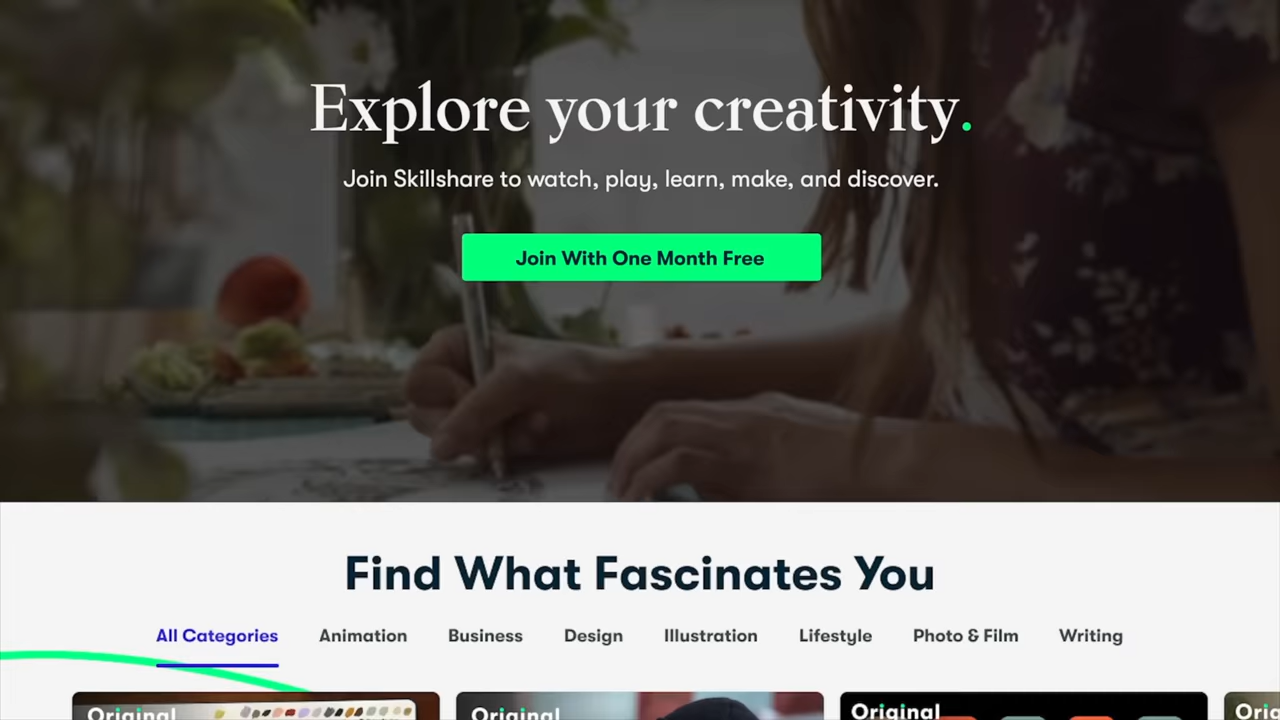 Explore your creativity.
Join Skillshare to watch, play, learn, make, and discover.
Join With One Month Free
Find What Fascinates You
All Categories Animation Business Design Illustration Lifestyle Photo & Film Writing
Original Original Original